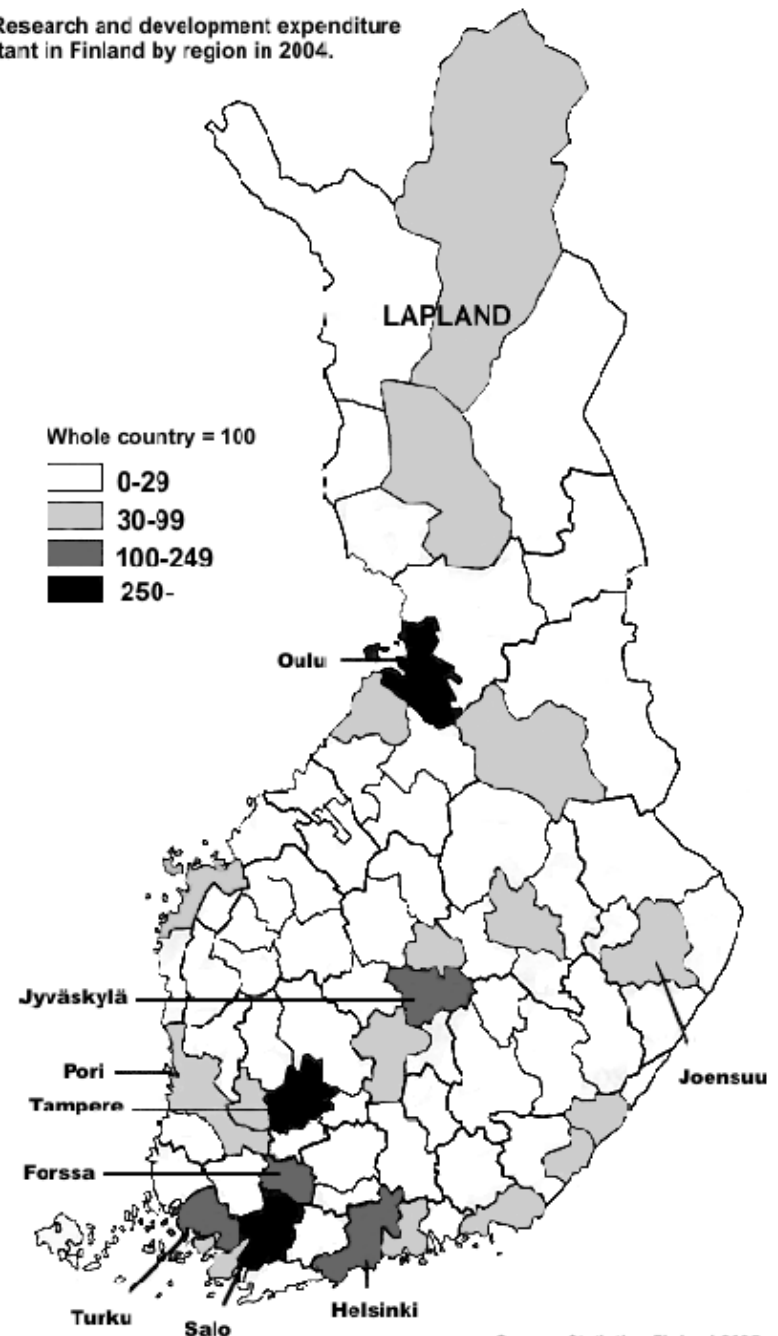 Research and development expenditure
tant in Finland by region in 2004.
LAPLAND
Whole country = 100
0-29
30-99
100-249
250-
Oulu
Jyväskylä
Pori
Joensuu
Tampere
Forssa
Turku
Salo
Helsinki